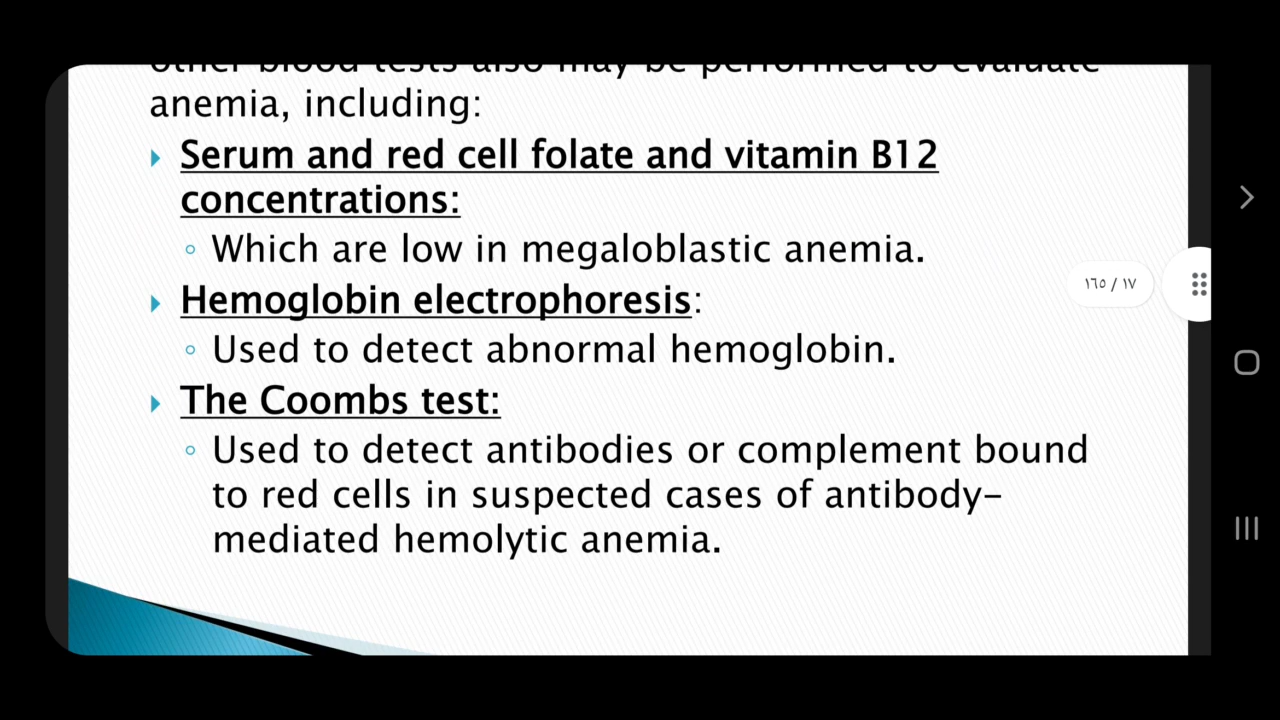 other blood tests also may be performed to evaluate
anemia, including:
Serum and red cell folate and vitamin B12
concentrations:
Which are low in megaloblastic anemia.
Hemoglobin electrophoresis:
Used to detect abnormal hemoglobin.
The Coombs test:
Used to detect antibodies or complement bound
to red cells in suspected cases of antibody-
mediated hemolytic anemia.
١٦٥ / ١٧